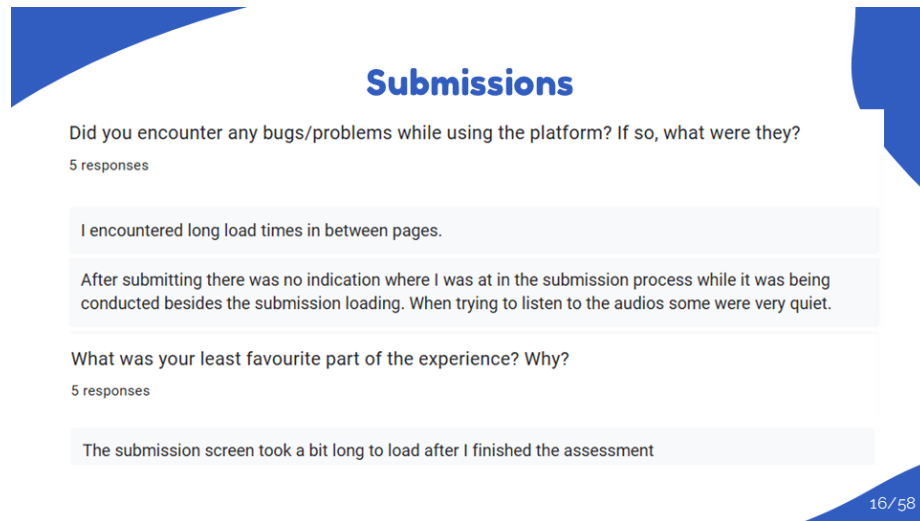 Submissions
Did you encounter any bugs/problems while using the platform? If so, what were they?
5 responses
I encountered long load times in between pages.
After submitting there was no indication where I was at in the submission process while it was being
conducted besides the submission loading. When trying to listen to the audios some were very quiet.
What was your least favourite part of the experience? Why?
5 responses
The submission screen took a bit long to load after I finished the assessment
16/58